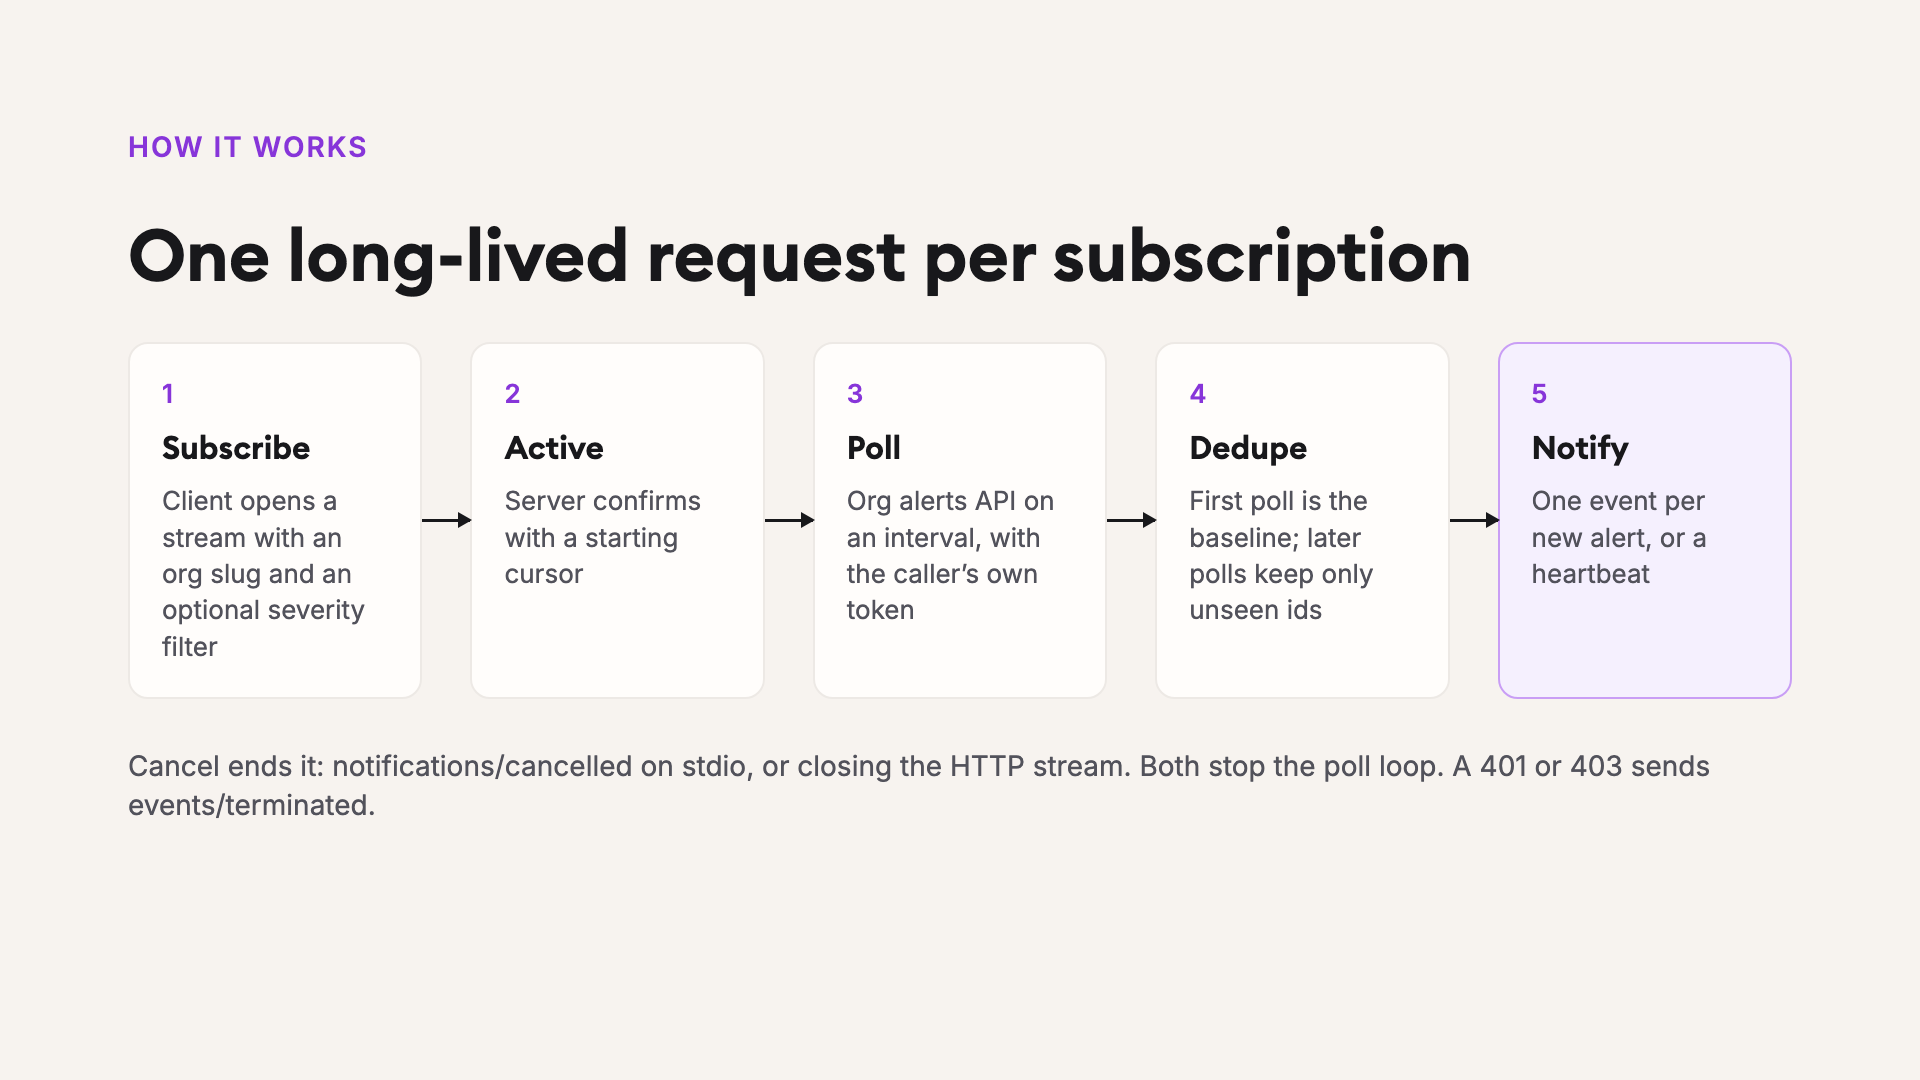 HOW IT WORKS
One long-lived request per subscription
1
Subscribe
Client opens a
stream with an
org slug and an
optional severity
filter
2
Active
Server confirms
with a starting
cursor
3
Poll
Org alerts API on
an interval, with
the caller’s own
token
4
Dedupe
First poll is the
baseline; later
polls keep only
unseen ids
5
Notify
One event per
new alert, or a
heartbeat
Cancel ends it: notifications/cancelled on stdio, or closing the HTTP stream. Both stop the poll loop. A 401 or 403 sends
events/terminated.